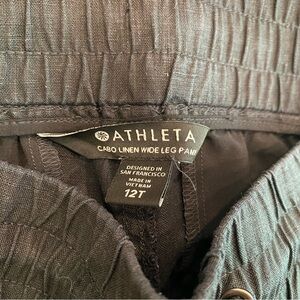 ATHLETA
CABO LINEN WIDE LEG PANT
DESIGNED IN
SAN FRANCISCO
MADE IN
VIETNAM
12T